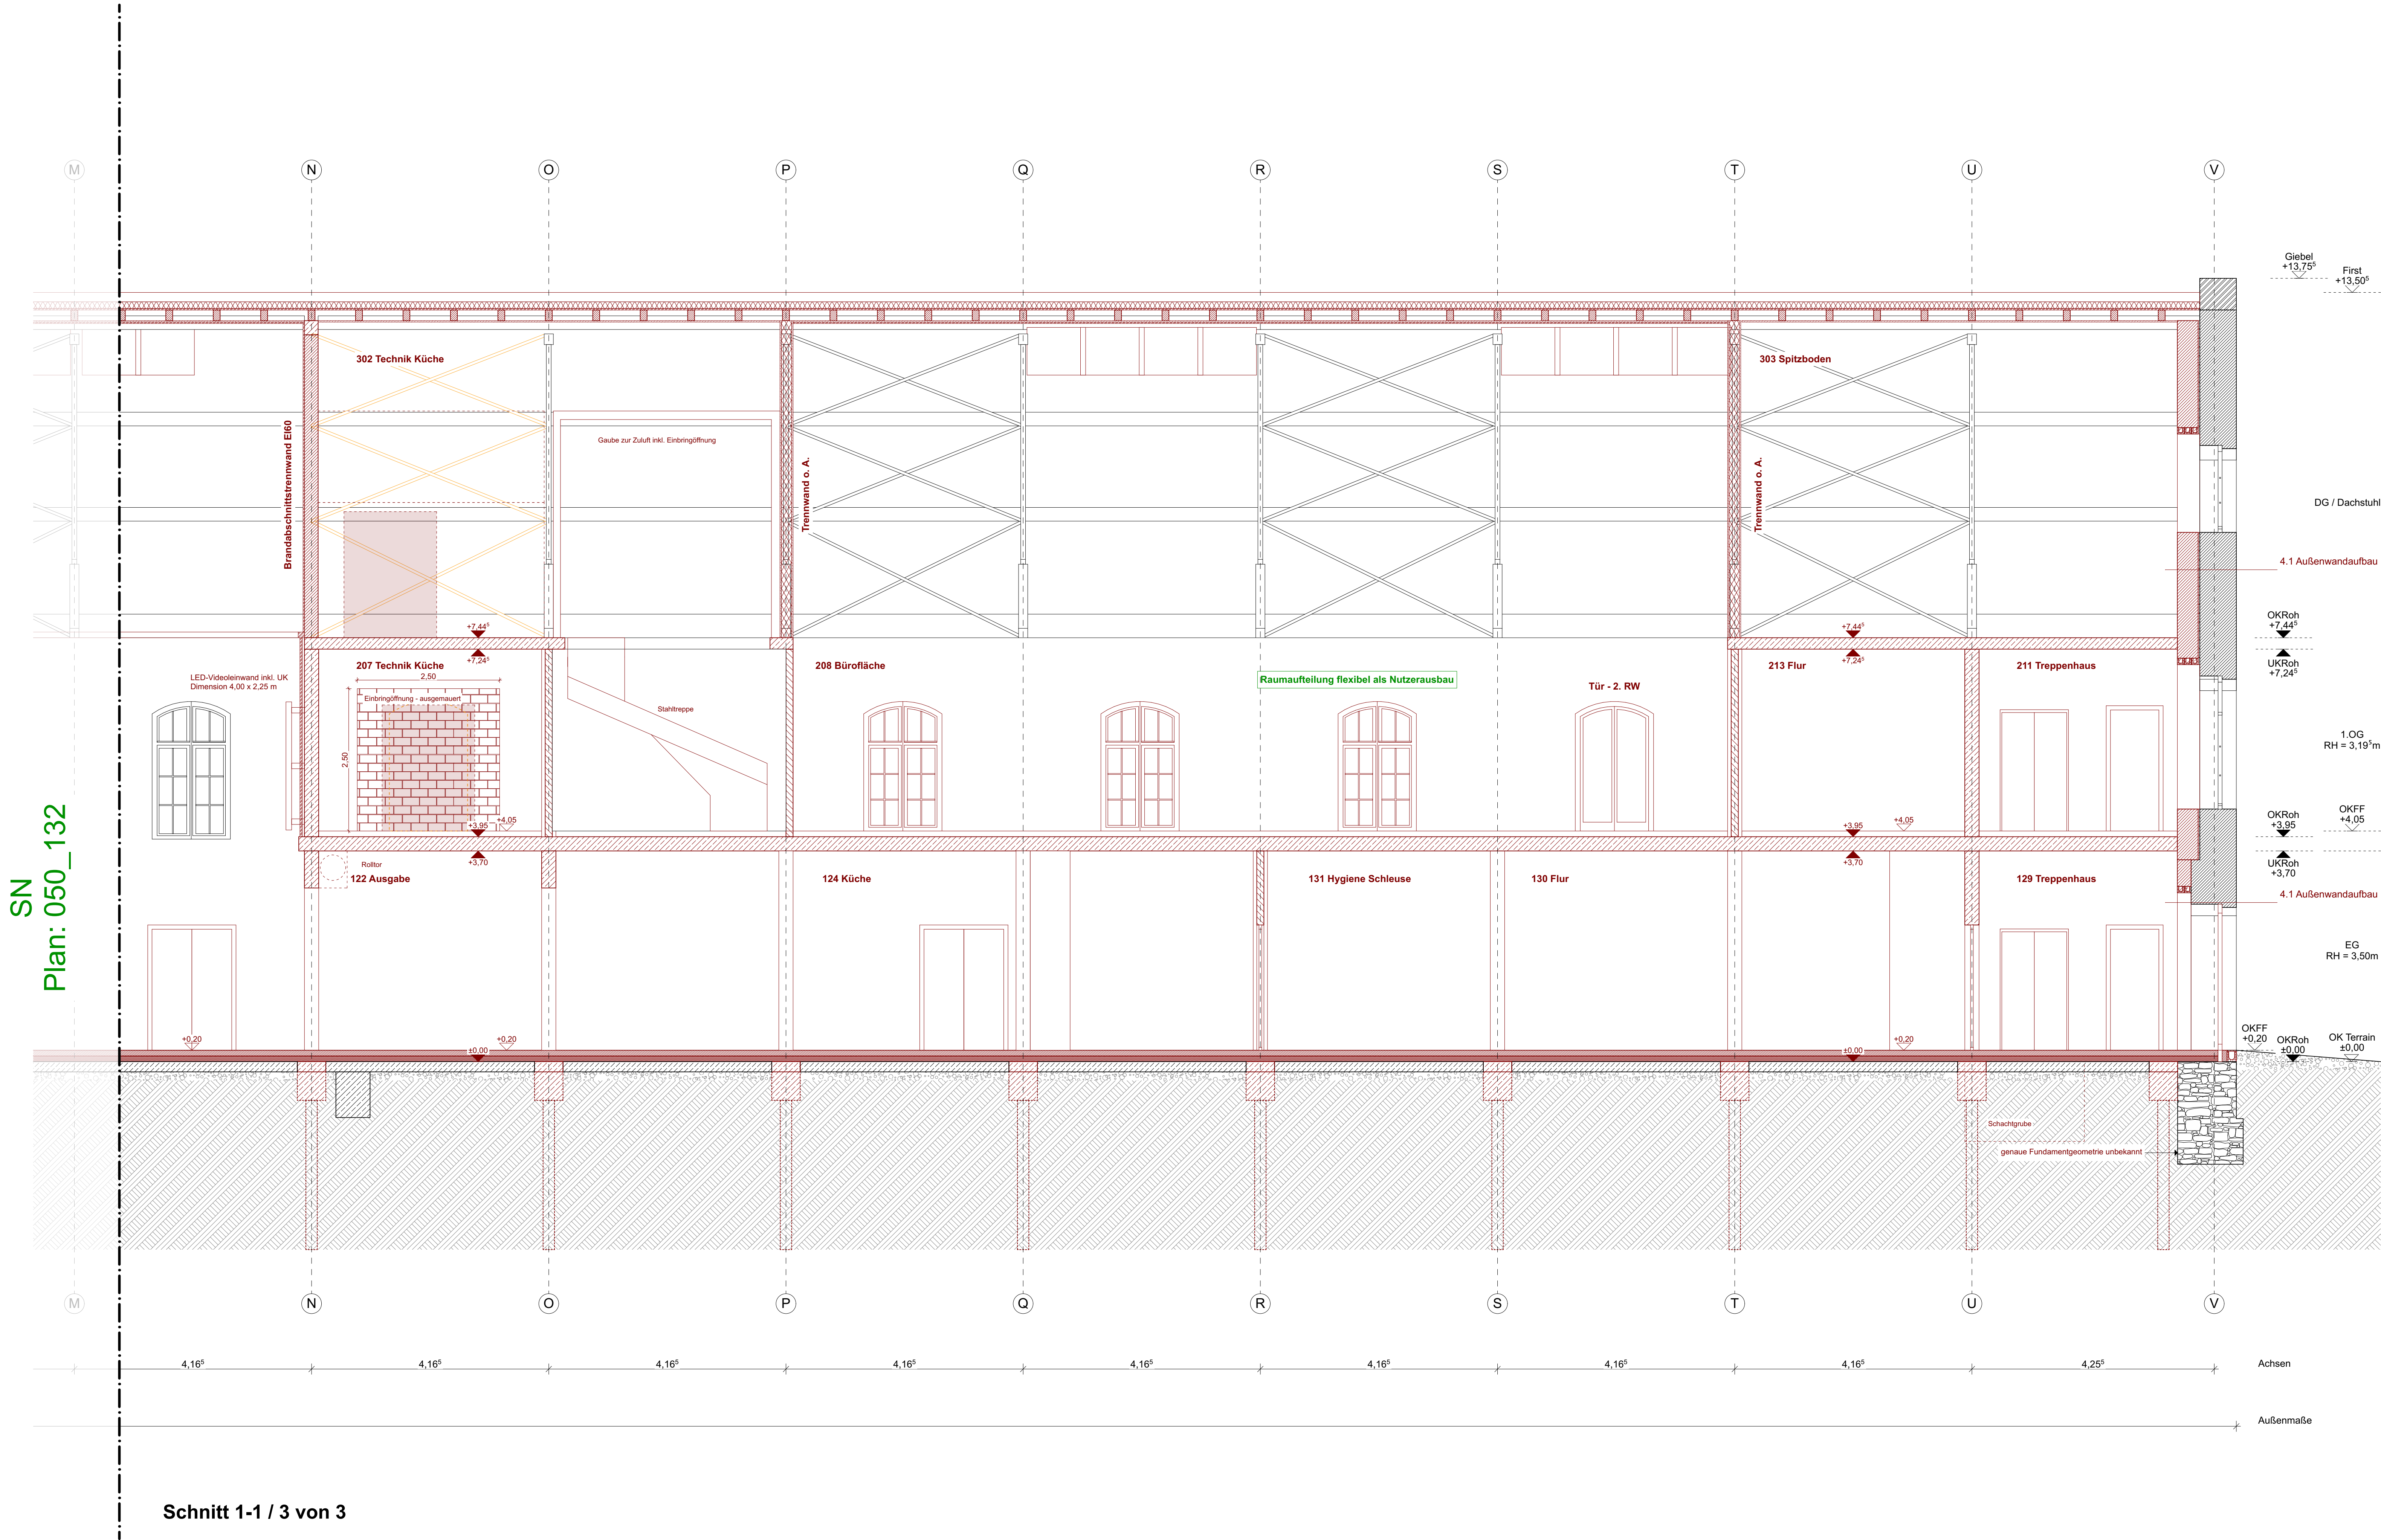 M
N
O
P
Q
R
S
T
U
V
Giebel
+13,75⁵
First
+13,50⁵
302 Technik Küche
303 Spitzboden
Brandabschnittstrennwand EI60
Gaube zur Zuluft inkl. Einbringöffnung
Trennwand o. A.
Trennwand o. A.
DG / Dachstuhl
4.1 Außenwandaufbau
OKRoh
+7,44⁵
UKRoh
+7,24⁵
+7,44⁵
+7,24⁵
+7,44⁵
+7,24⁵
207 Technik Küche
208 Bürofläche
213 Flur
211 Treppenhaus
LED-Videoleinwand inkl. UK
Dimension 4,00 x 2,25 m
2,50
Einbringöffnung - ausgemauert
2,50
Stahltreppe
Raumaufteilung flexibel als Nutzerausbau
Tür - 2. RW
1.OG
RH = 3,19⁵m
OKRoh
+3,95
OKFF
+4,05
UKRoh
+3,70
+3,95
+4,05
+3,70
+3,95
+4,05
+3,70
SN
Plan: 050_132
Rolltor
122 Ausgabe
124 Küche
131 Hygiene Schleuse
130 Flur
129 Treppenhaus
4.1 Außenwandaufbau
EG
RH = 3,50m
+0,20
+0,20
±0,00
±0,00
+0,20
OKFF
+0,20
OKRoh
±0,00
OK Terrain
±0,00
Schachtgrube
genaue Fundamentgeometrie unbekannt
M
N
O
P
Q
R
S
T
U
V
4,16⁵
4,16⁵
4,16⁵
4,16⁵
4,16⁵
4,16⁵
4,16⁵
4,16⁵
4,25⁵
Achsen
Außenmaße
Schnitt 1-1 / 3 von 3